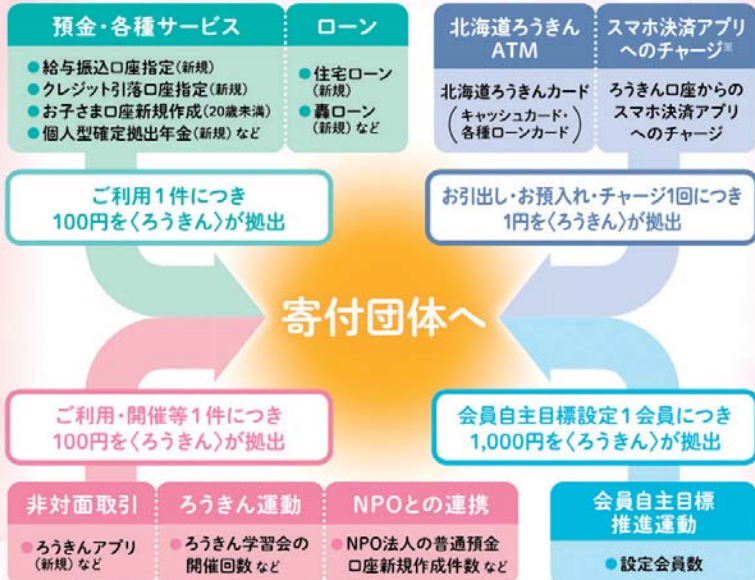 預金・各種サービス
●給与振込口座指定(新規)
●クレジット引落口座指定(新規)
●お子さま口座新規作成(20歳未満)
●個人型確定拠出年金(新規)など
ローン
●住宅ローン
(新規)
●轟ローン
(新規)など
ご利用1件につき
100円を〈ろうきん〉が拠出
北海道ろうきん
ATM
北海道ろうきんカード
(キャッシュカード・
各種ローンカード)
スマホ決済アプリ
へのチャージ※
ろうきん口座からの
スマホ決済アプリ
へのチャージ
お引出し・お預入れ・チャージ1回につき
1円を〈ろうきん〉が拠出
寄付団体へ
ご利用・開催等1件につき
100円を〈ろうきん〉が拠出
非対面取引
●ろうきんアプリ
(新規)など
ろうきん運動
●ろうきん学習会の
開催回数 など
NPOとの連携
●NPO法人の普通預金
口座新規作成件数など
会員自主目標設定1会員につき
1,000円を〈ろうきん〉が拠出
会員自主目標
推進運動
●設定会員数